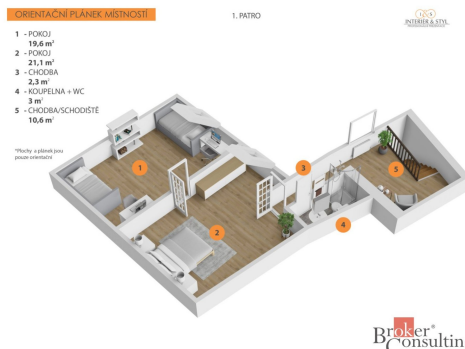 ORIENTAČNÍ PLÁNEK MÍSTNOSTÍ
1. PATRO
INTERIÉR & STYL
1 - POKOJ
19,6 m²
2 - POKOJ
21,1 m²
3 - CHODBA
2,3 m²
4 - KOUPELNA + WC
3 m²
5 - CHODBA/SCHODIŠTĚ
10,6 m²
*Plochy a plánek jsou
pouze orientační
1
2
3
4
5
Broker®
Consultin